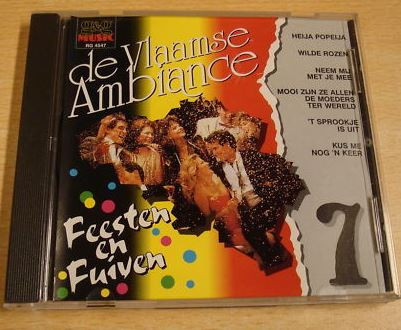 MUSIC
RG 4547
de Vlaamse
Ambiance
HEIJA POPEIJA
WILDE ROZEN
NEEM MIJ
MET JE MEE
MOOI ZIJN ZE ALLEN
DE MOEDERS
TER WERELD
'T SPROOKJE
IS UIT
KUS ME
NOG 'N KEER
Feesten
en
Fuiven
7